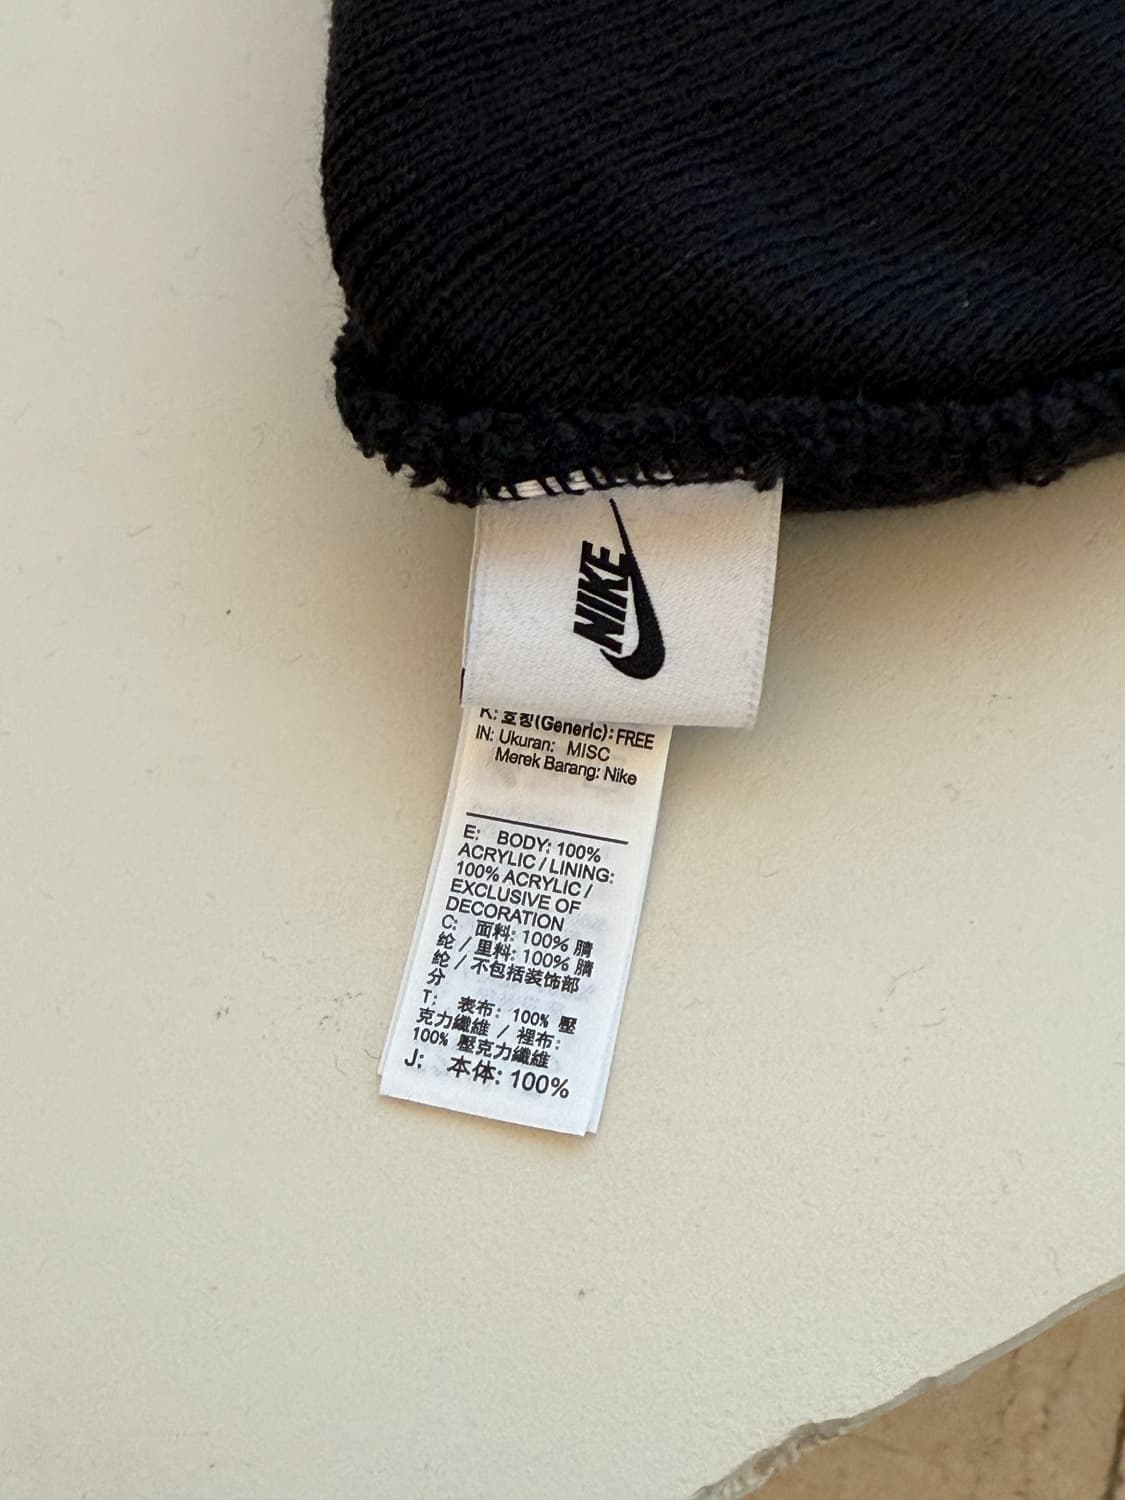 NIKE
K: 호칭(Generic): FREE
IN: Ukuran: MISC
Merek Barang: Nike
E: BODY: 100%
ACRYLIC / LINING:
100% ACRYLIC /
EXCLUSIVE OF
DECORATION
C: 面料: 100% 腈
纶 / 里料: 100% 腈
纶 / 不包括装饰部
分
T: 表布: 100% 壓
克力纖維 / 裡布:
100% 壓克力纖維
J: 本体: 100%